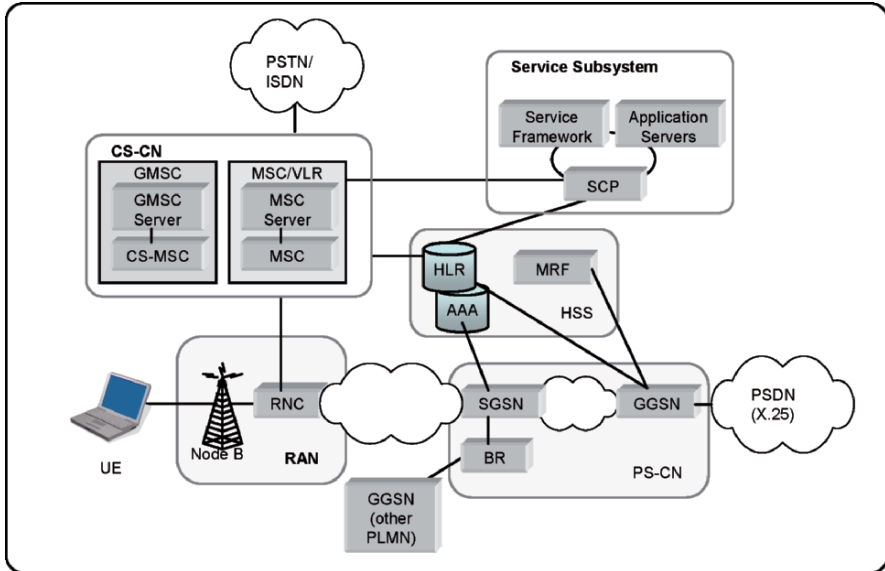 PSTN/
ISDN
Service Subsystem
Service
Framework
Application
Servers
SCP
CS-CN
GMSC
GMSC
Server
CS-MSC
MSC/VLR
MSC
Server
MSC
HLR
AAA
MRF
HSS
UE
Node B
RNC
RAN
SGSN
GGSN
BR
PS-CN
PSDN
(X.25)
GGSN
(other
PLMN)